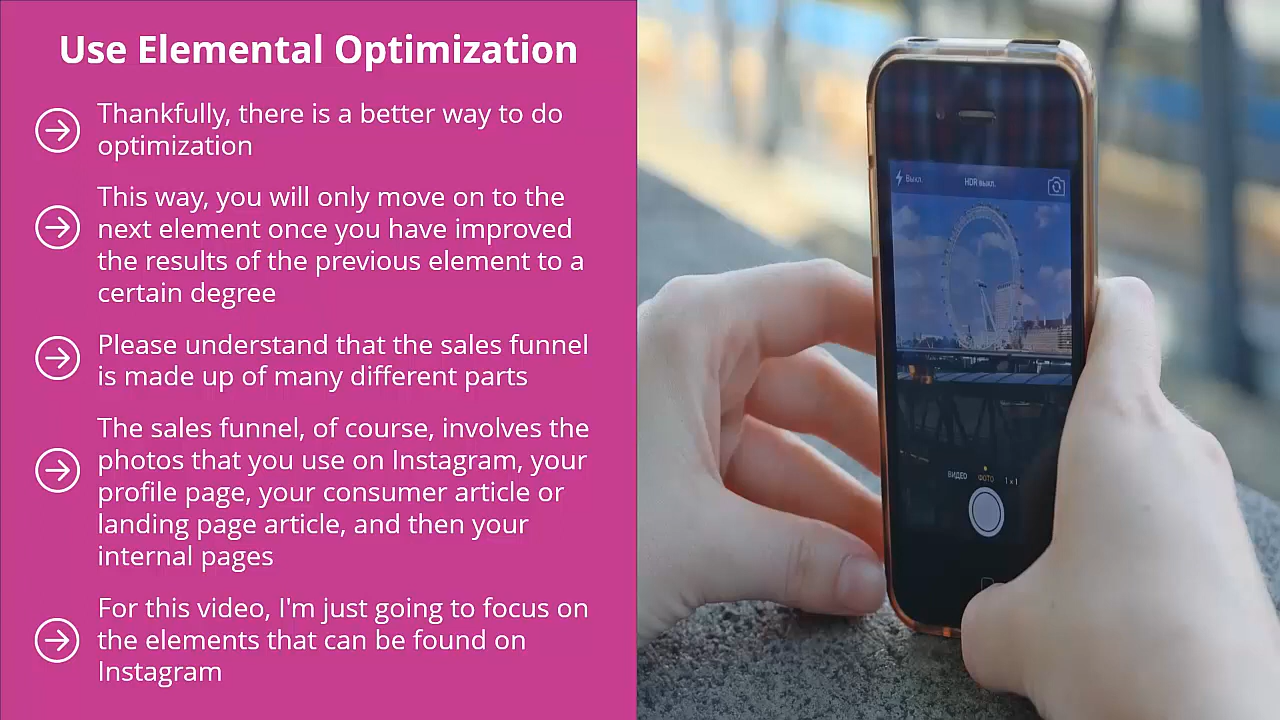 Use Elemental Optimization
Thankfully, there is a better way to do
optimization
This way, you will only move on to the
next element once you have improved
the results of the previous element to a
certain degree
Please understand that the sales funnel
is made up of many different parts
The sales funnel, of course, involves the
photos that you use on Instagram, your
profile page, your consumer article or
landing page article, and then your
internal pages
For this video, I'm just going to focus on
the elements that can be found on
Instagram
Выкл.
HDR выкл.
ВИДЕО ФОТО 1x1